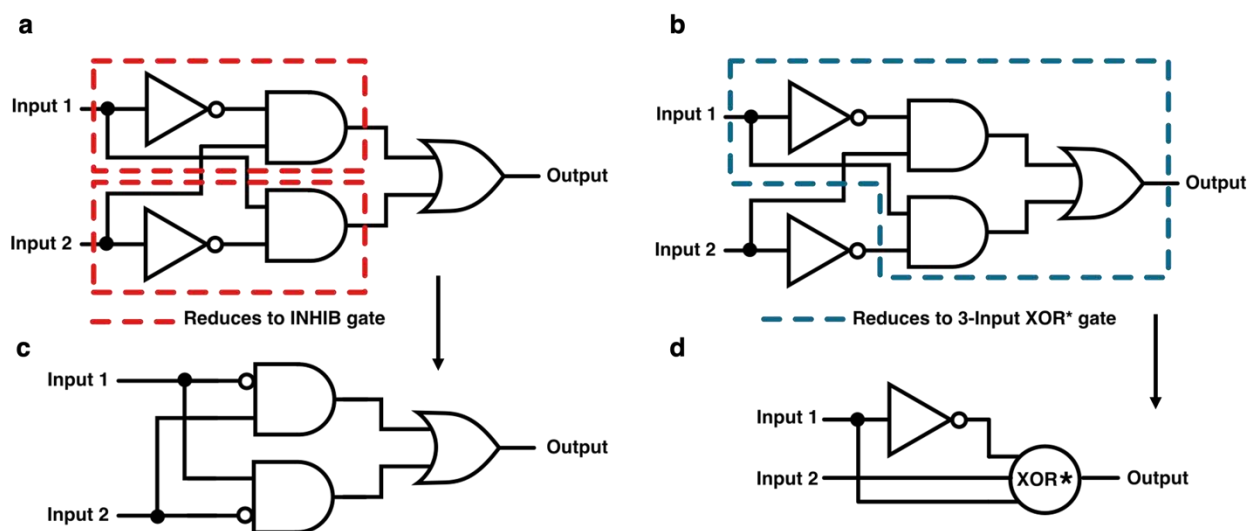 a
Input 1
Input 2
Output
Reduces to INHIB gate
b
Input 1
Input 2
Output
Reduces to 3-Input XOR* gate
c
Input 1
Input 2
Output
d
Input 1
Input 2
XOR*
Output